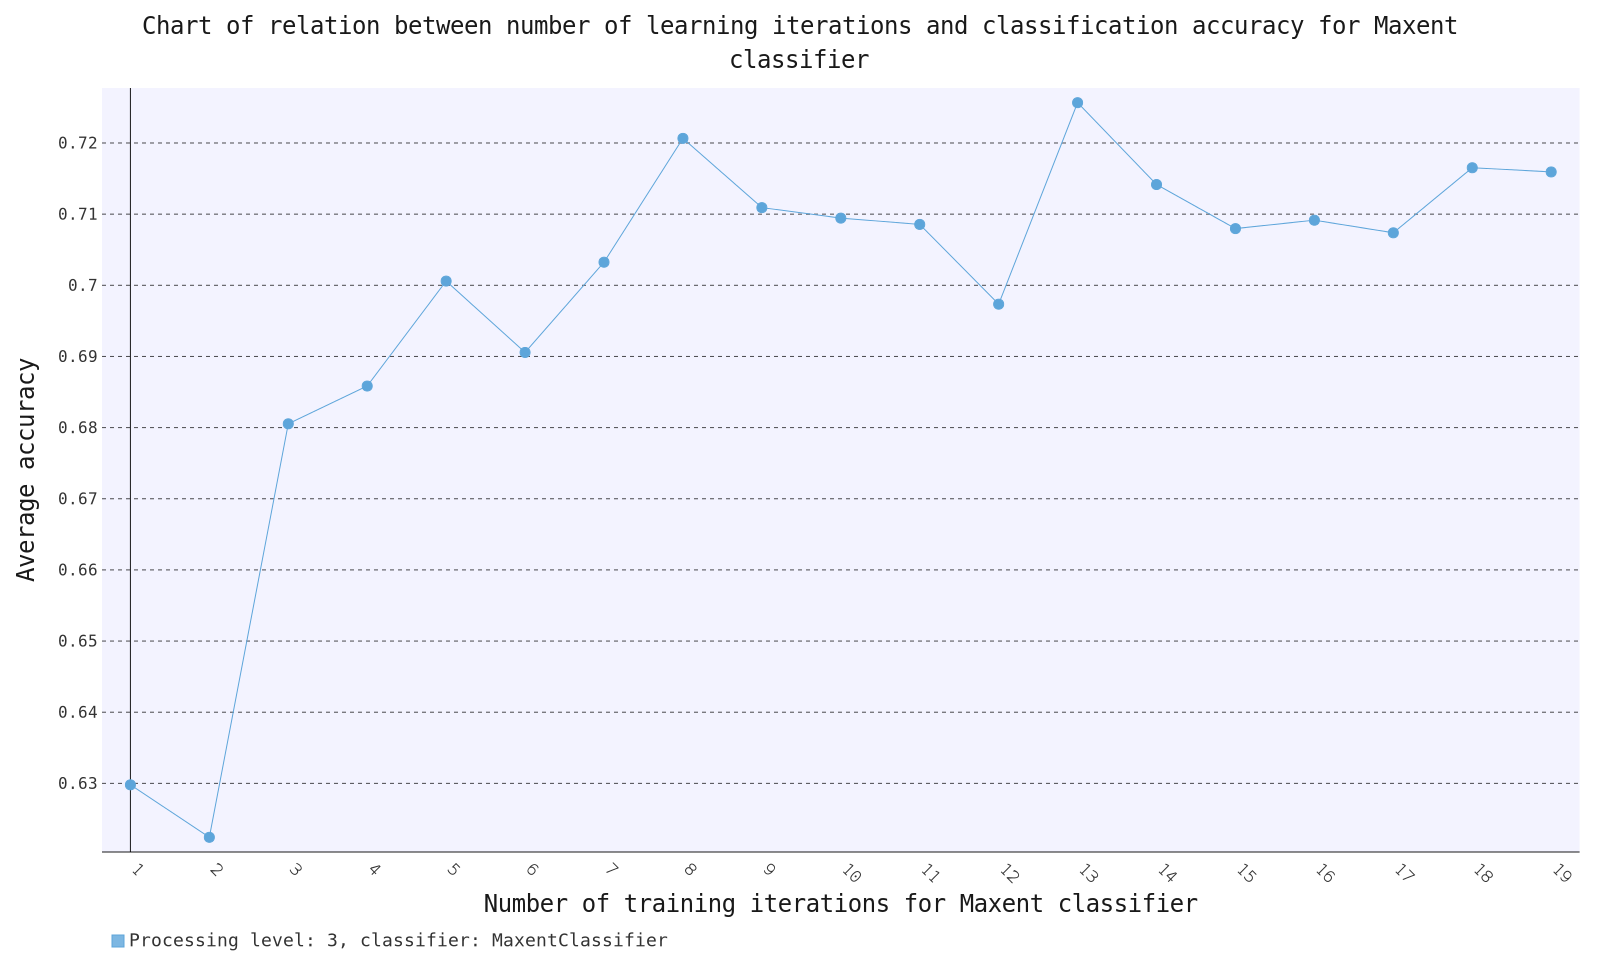 Chart of relation between number of learning iterations and classification accuracy for Maxent
classifier
0.72
0.71
0.7
0.69
0.68
0.67
0.66
0.65
0.64
0.63
Average accuracy
1 2 3 4 5 6 7 8 9 10 11 12 13 14 15 16 17 18 19
Number of training iterations for Maxent classifier
Processing level: 3, classifier: MaxentClassifier